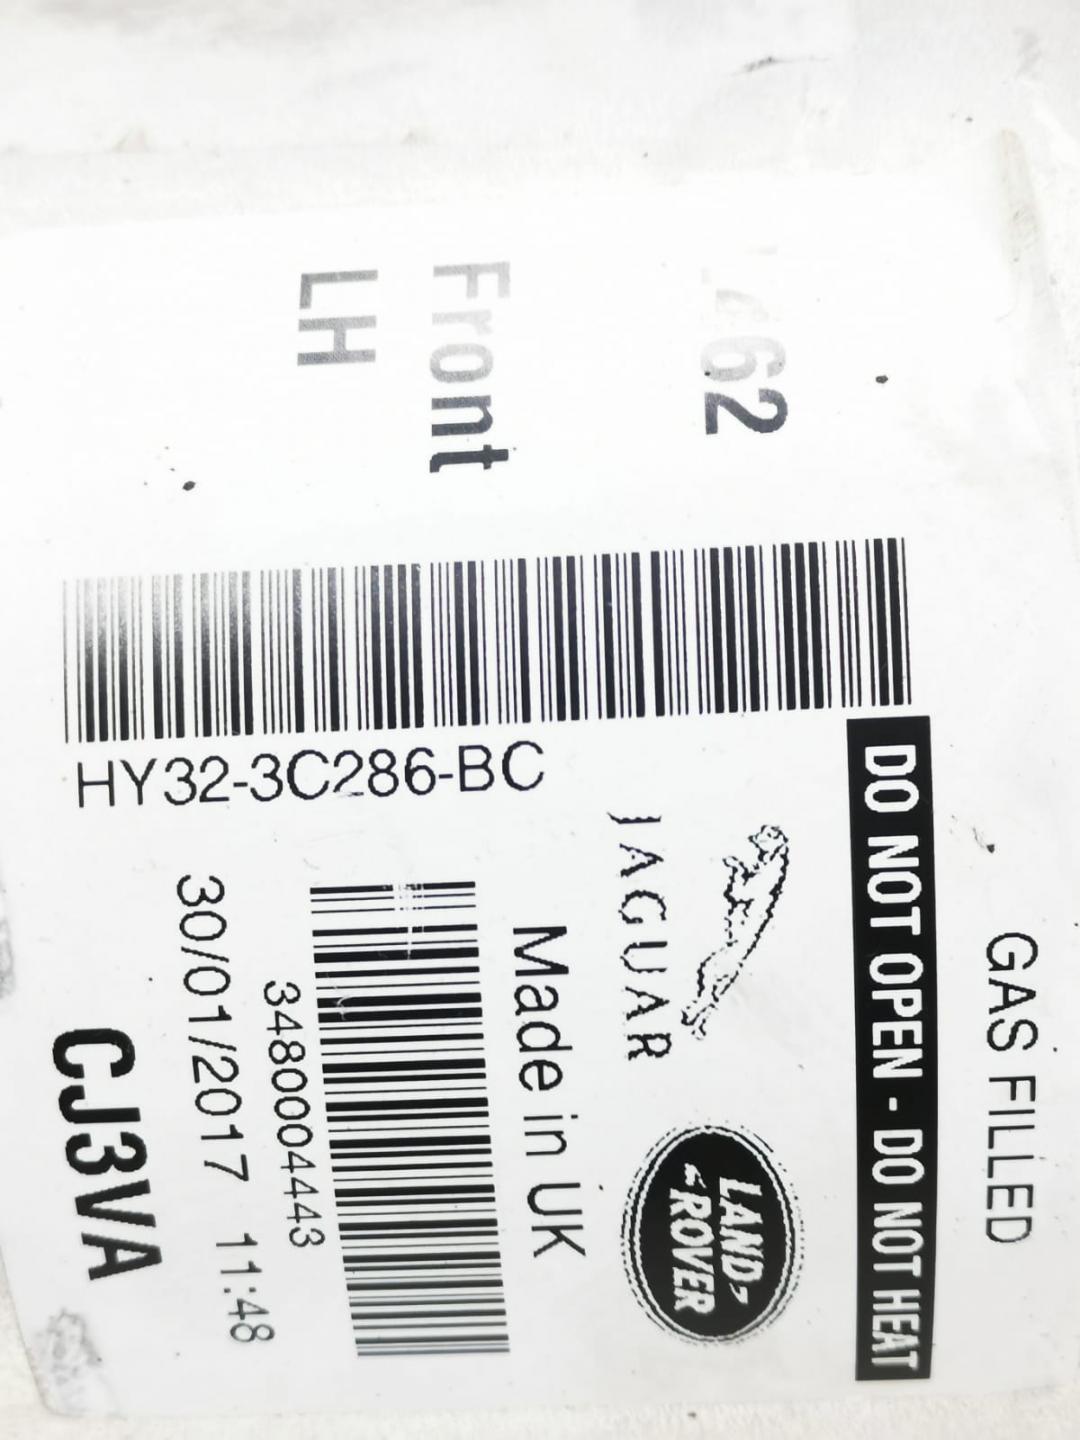 GAS FILLED
DO NOT OPEN - DO NOT HEAT
62
Front
LH
JAGUAR
LAND
ROVER
Made in UK
HY32-3C286-BC
3480004443
30/01/2017 11:48
CJ3VA